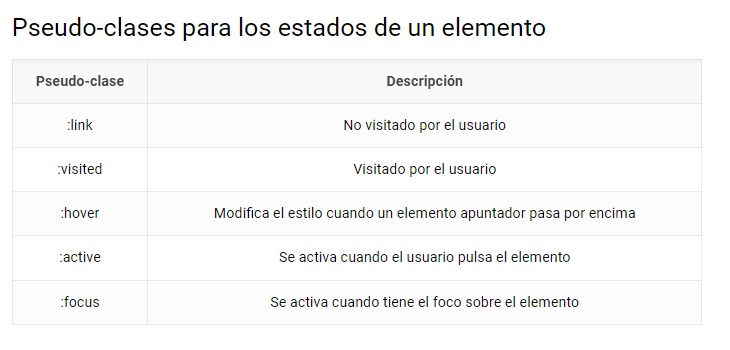 Pseudo-clases para los estados de un elemento
Pseudo-clase Descripción
:link No visitado por el usuario
:visited Visitado por el usuario
:hover Modifica el estilo cuando un elemento apuntador pasa por encima
:active Se activa cuando el usuario pulsa el elemento
:focus Se activa cuando tiene el foco sobre el elemento